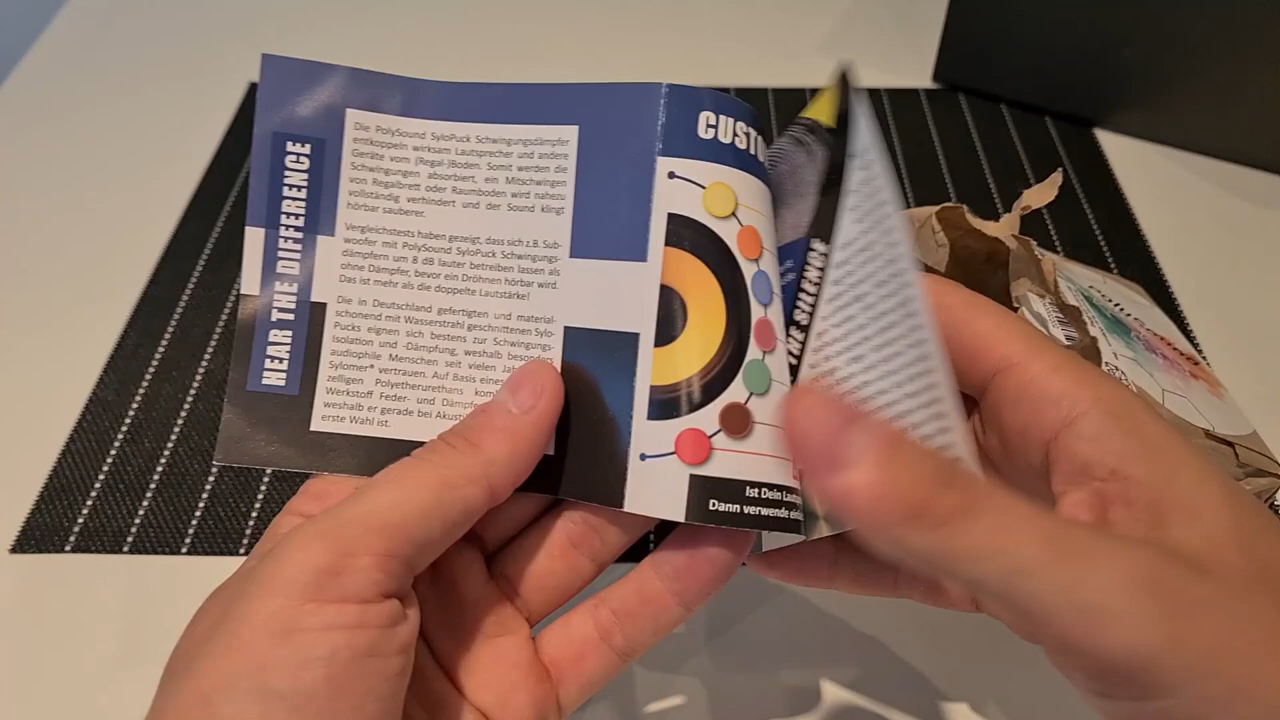 HEAR THE DIFFERENCE
Die PolySound SyloPuck Schwingungsdämpfer
entkoppeln wirksam Lautsprecher und andere
Geräte vom (Regal-)Boden. Somit werden die
Schwingungen absorbiert, ein Mitschwingen
von Regalbrett oder Raumboden wird nahezu
vollständig verhindert und der Sound klingt
hörbar sauberer.
Vergleichstests haben gezeigt, dass sich z.B. Sub-
woofer mit PolySound SyloPuck Schwingungs-
dämpfern um 8 dB lauter betreiben lassen als
ohne Dämpfer, bevor ein Dröhnen hörbar wird.
Das ist mehr als die doppelte Lautstärke!
Die in Deutschland gefertigten und material-
schonend mit Wasserstrahl geschnittenen Sylo-
Pucks eignen sich bestens zur Schwingungs-
Isolation und -Dämpfung, weshalb besonders
audiophile Menschen seit vielen
Sylomer® vertrauen. Auf Basis eines
zelligen Polyetherurethans
Werkstoff Feder- und
weshalb er gerade bei
erste Wahl ist.
CUSTO
Ist Dein
Dann verwende
THE SILENCE